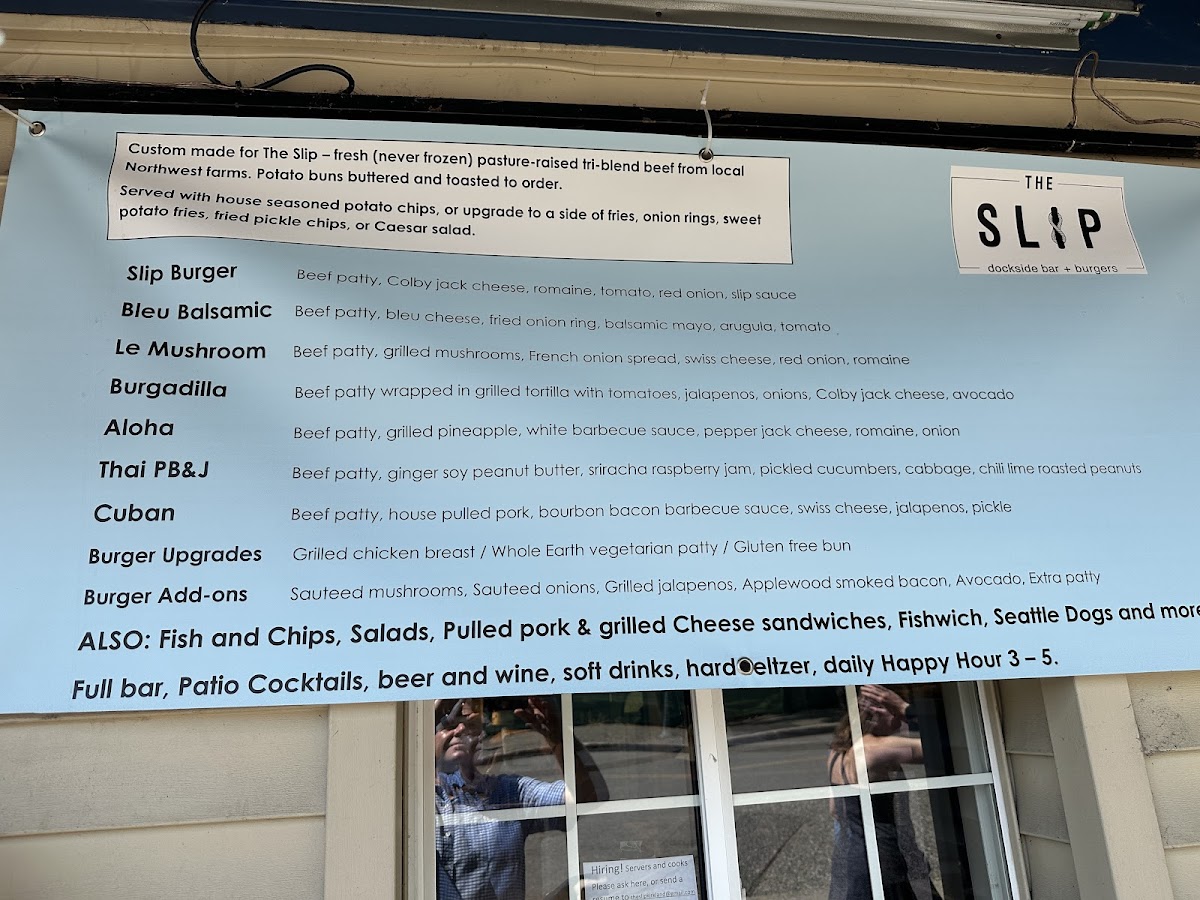 Custom made for The Slip – fresh (never frozen) pasture-raised tri-blend beef from local
Northwest farms. Potato buns buttered and toasted to order.
Served with house seasoned potato chips, or upgrade to a side of fries, onion rings, sweet
potato fries, fried pickle chips, or Caesar salad.
THE
SLIP
dockside bar + burgers
Slip Burger Beef patty, Colby jack cheese, romaine, tomato, red onion, slip sauce
Bleu Balsamic Beef patty, bleu cheese, fried onion ring, balsamic mayo, arugula, tomato
Le Mushroom Beef patty, grilled mushrooms, French onion spread, swiss cheese, red onion, romaine
Burgadilla Beef patty wrapped in grilled tortilla with tomatoes, jalapenos, onions, Colby jack cheese, avocado
Aloha Beef patty, grilled pineapple, white barbecue sauce, pepper jack cheese, romaine, onion
Thai PB&J Beef patty, ginger soy peanut butter, sriracha raspberry jam, pickled cucumbers, cabbage, chili lime roasted peanuts
Cuban Beef patty, house pulled pork, bourbon bacon barbecue sauce, swiss cheese, jalapenos, pickle
Burger Upgrades Grilled chicken breast / Whole Earth vegetarian patty / Gluten free bun
Burger Add-ons Sauteed mushrooms, Sauteed onions, Grilled jalapenos, Applewood smoked bacon, Avocado, Extra patty
ALSO: Fish and Chips, Salads, Pulled pork & grilled Cheese sandwiches, Fishwich, Seattle Dogs and more
Full bar, Patio Cocktails, beer and wine, soft drinks, hard eltzer, daily Happy Hour 3 – 5.
Hiring! Servers and cooks
Please ask here, or send a
resume to